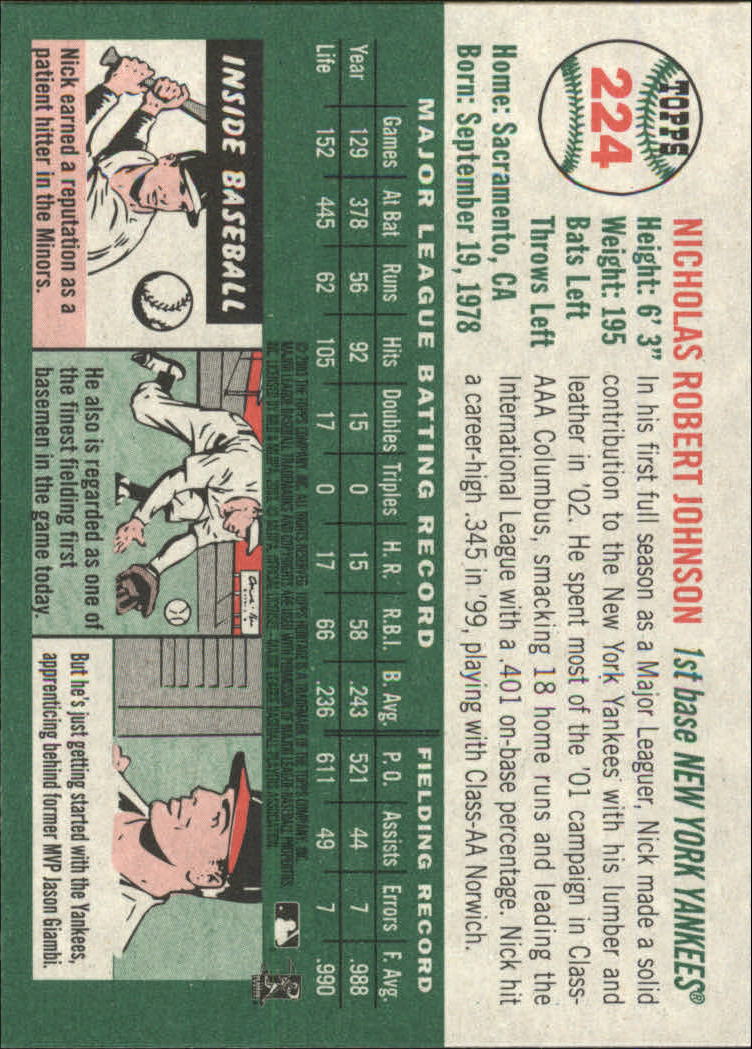 TOPPS
224
NICHOLAS ROBERT JOHNSON 1st base NEW YORK YANKEES®
Height: 6' 3"
Weight: 195
Bats Left
Throws Left
Home: Sacramento, CA
Born: September 19, 1978
In his first full season as a Major Leaguer, Nick made a solid
contribution to the New York Yankees with his lumber and
leather in '02. He spent most of the '01 campaign in Class-
AAA Columbus, smacking 18 home runs and leading the
International League with a .401 on-base percentage. Nick hit
a career-high .345 in '99, playing with Class-AA Norwich.
MAJOR LEAGUE BATTING RECORD FIELDING RECORD
Games At Bat Runs Hits Doubles Triples H. R. R.B.I. B. Avg. P. O. Assists Errors F. Avg.
Year 129 378 56 92 15 0 15 58 .243 521 44 7 .988
Life 152 445 62 105 17 0 17 66 .236 611 49 7 .990
INSIDE BASEBALL
Nick earned a reputation as a
patient hitter in the Minors.
He also is regarded as one of
the finest fielding first
basemen in the game today.
But he's just getting started with the Yankees,
apprenticing behind former MVP Jason Giambi.